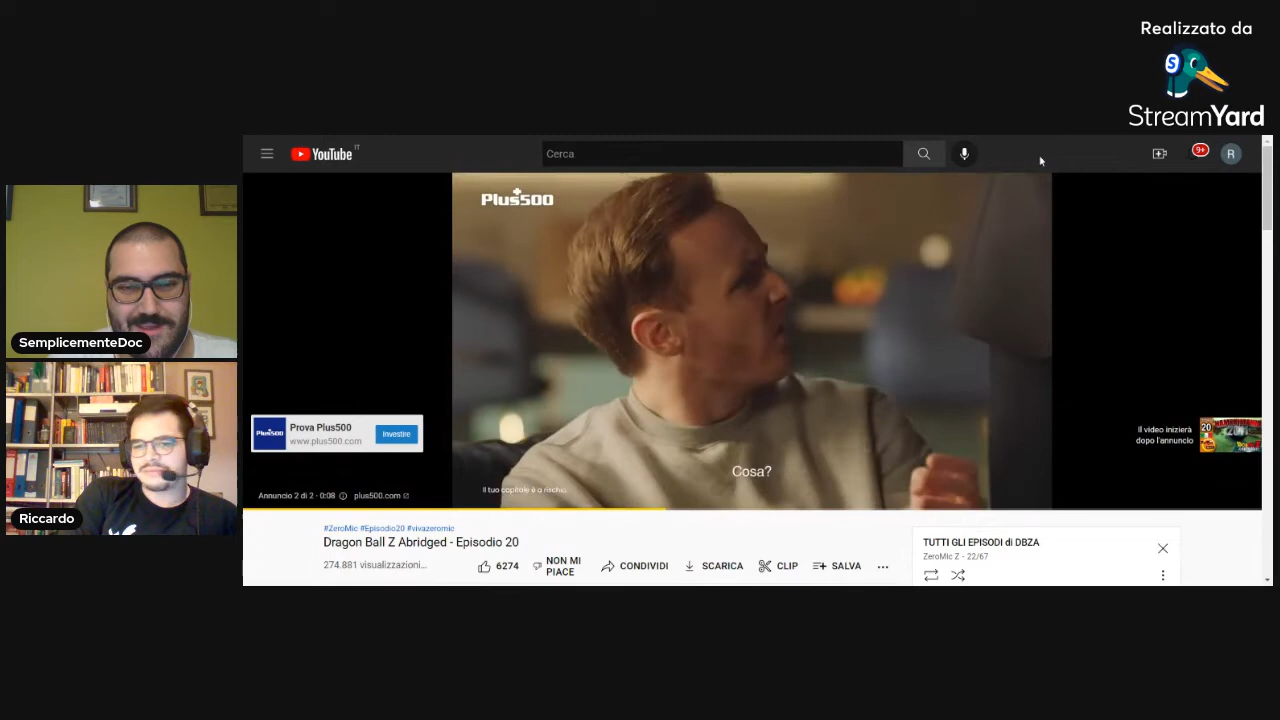 Realizzato da
StreamYard
YouTube IT
Cerca
9+
R
Plus500
SemplicementeDoc
Riccardo
Plus500
Prova Plus500
www.plus500.com
Investire
Il video inizierà
dopo l'annuncio
20
Cosa?
Il tuo capitale è a rischio.
Annuncio 2 di 2 · 0:08
plus500.com
#ZeroMic #Episodio20 #vivazeromic
Dragon Ball Z Abridged - Episodio 20
274.881 visualizzazioni...
6274
NON MI
PIACE
CONDIVIDI
SCARICA
CLIP
SALVA
TUTTI GLI EPISODI di DBZA
ZeroMic Z - 22/67